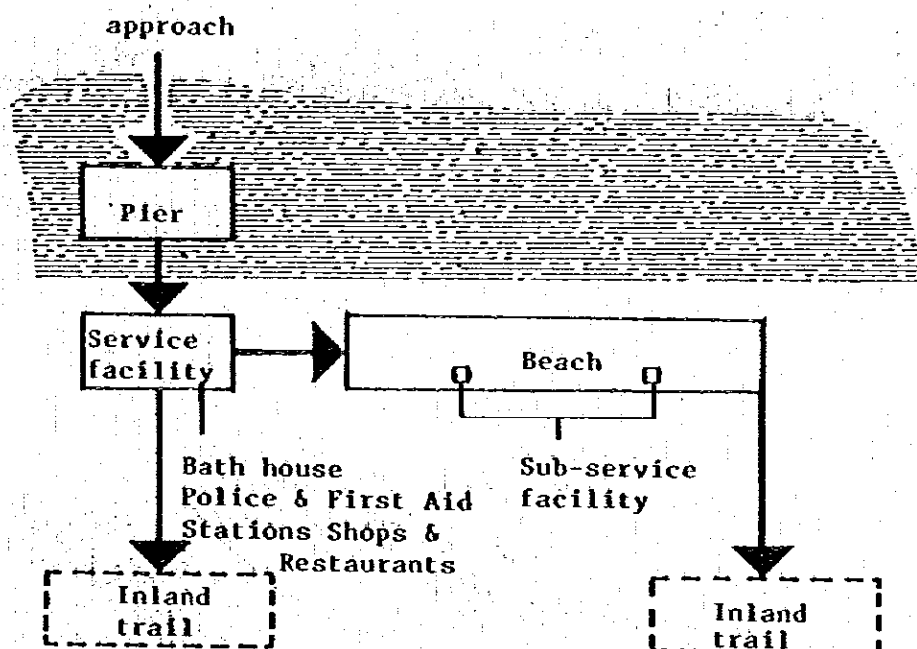 approach
Pier
Service
facility
Beach
Bath house
Police & First Aid
Stations Shops &
Restaurants
Sub-service
facility
Inland
trail
Inland
trail